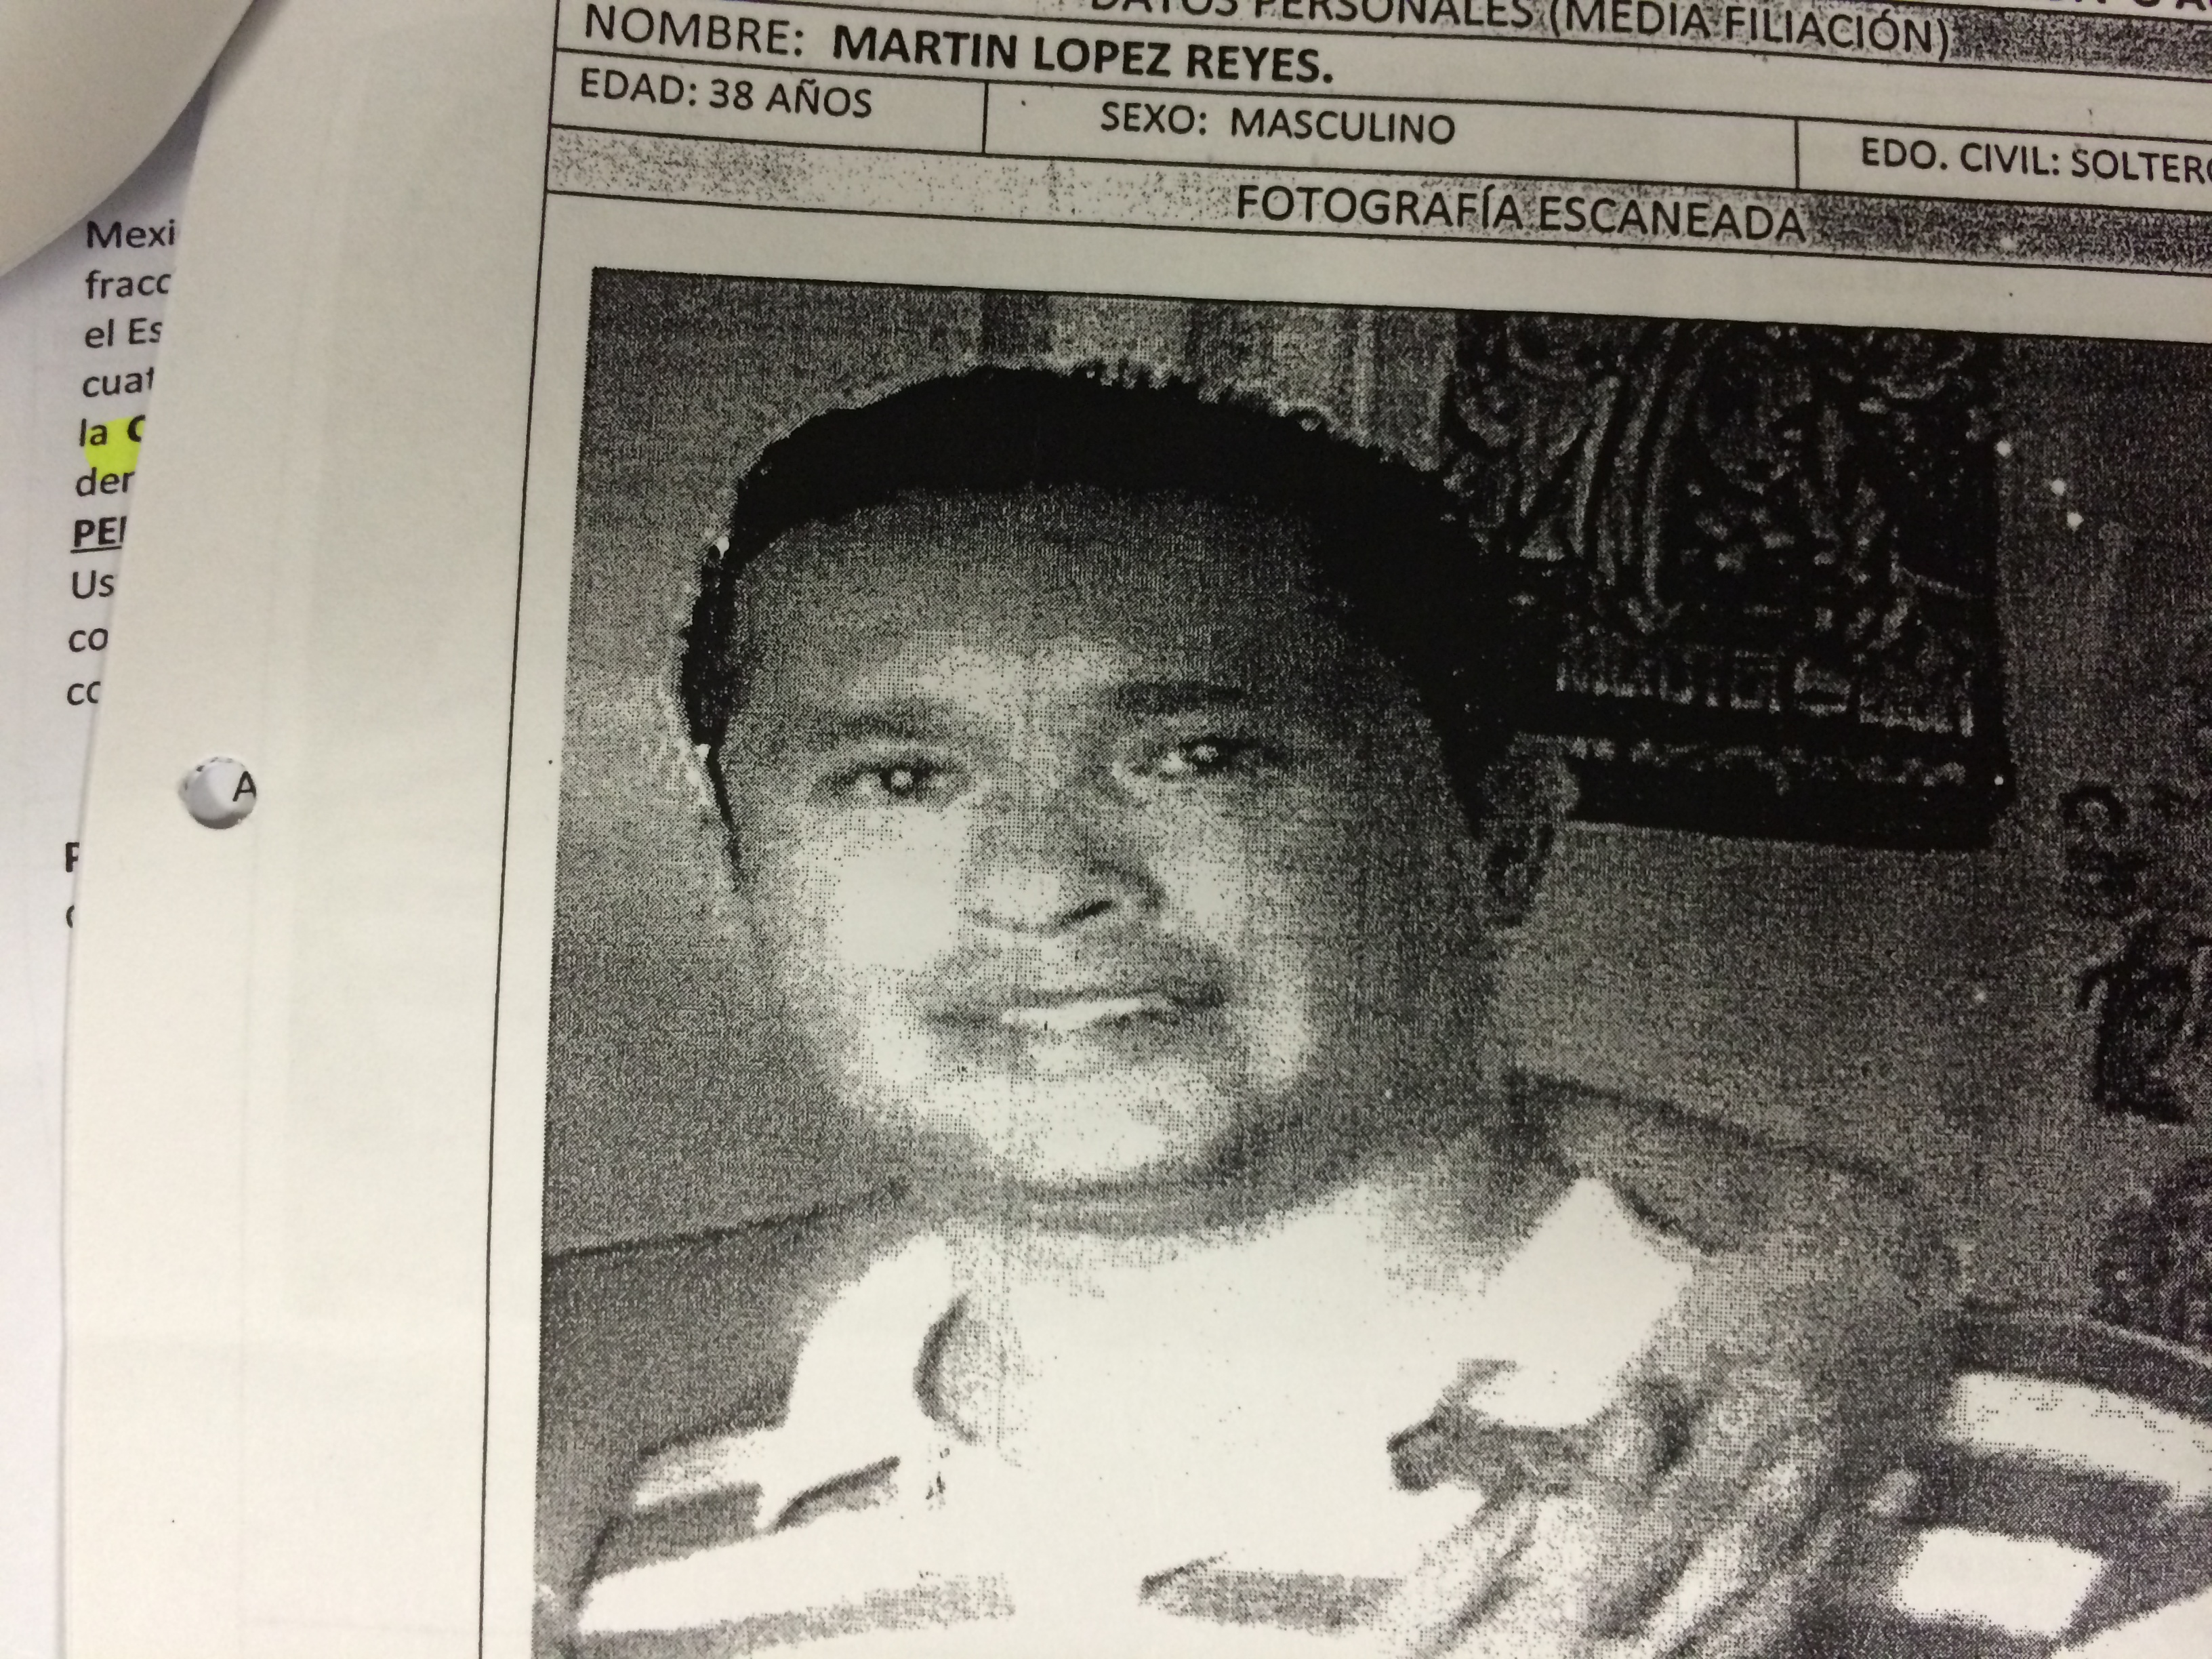 DATOS PERSONALES (MEDIA FILIACIÓN)
NOMBRE: MARTIN LOPEZ REYES.
EDAD: 38 AÑOS SEXO: MASCULINO EDO. CIVIL: SOLTERO
FOTOGRAFÍA ESCANEADA
Mexi
fracc
el Es
cuat
la C
der
PEI
Us
co
cc
A